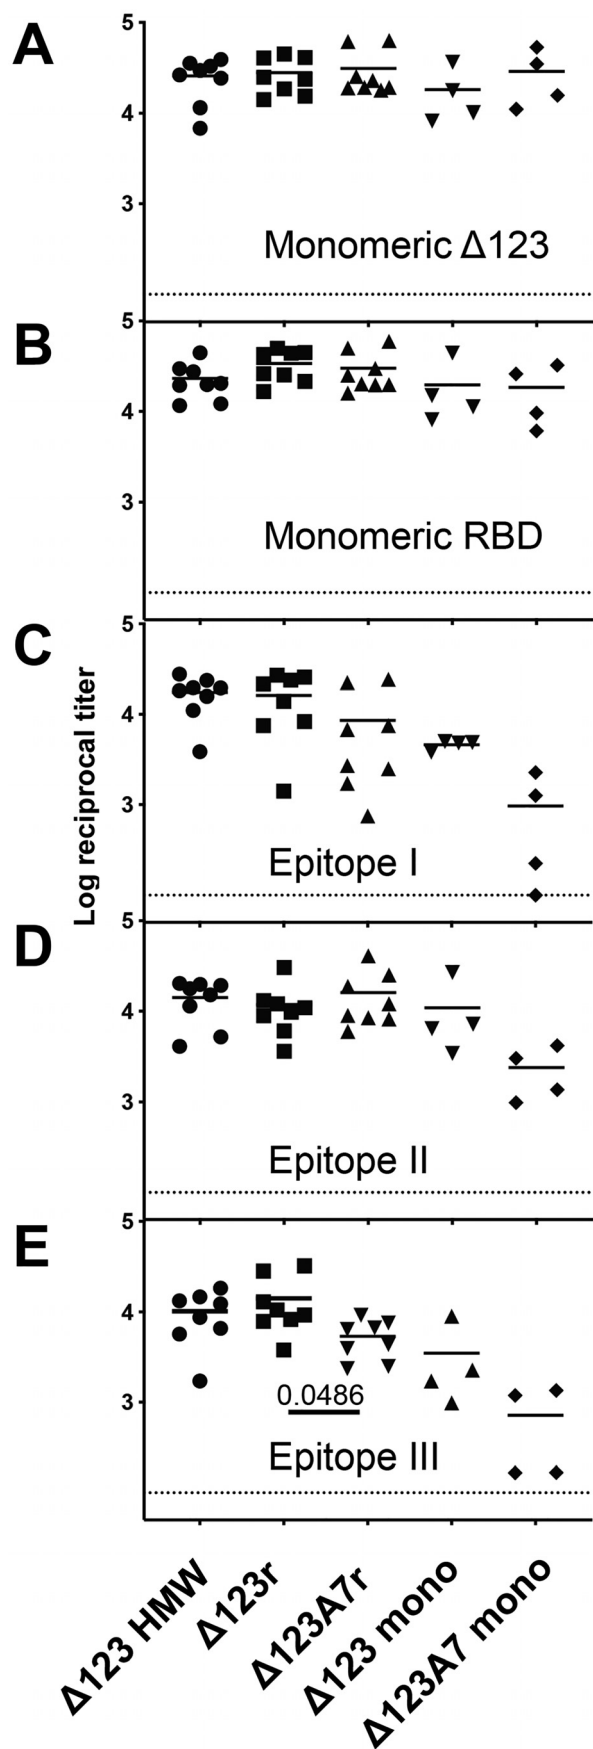 A
5
4
3
Monomeric Δ123
B
5
4
3
Monomeric RBD
C
5
4
3
Epitope I
Log reciprocal titer
D
5
4
3
Epitope II
E
5
4
3
0.0486
Epitope III
Δ123 HMW
Δ123r
Δ123A7r
Δ123 mono
Δ123A7 mono